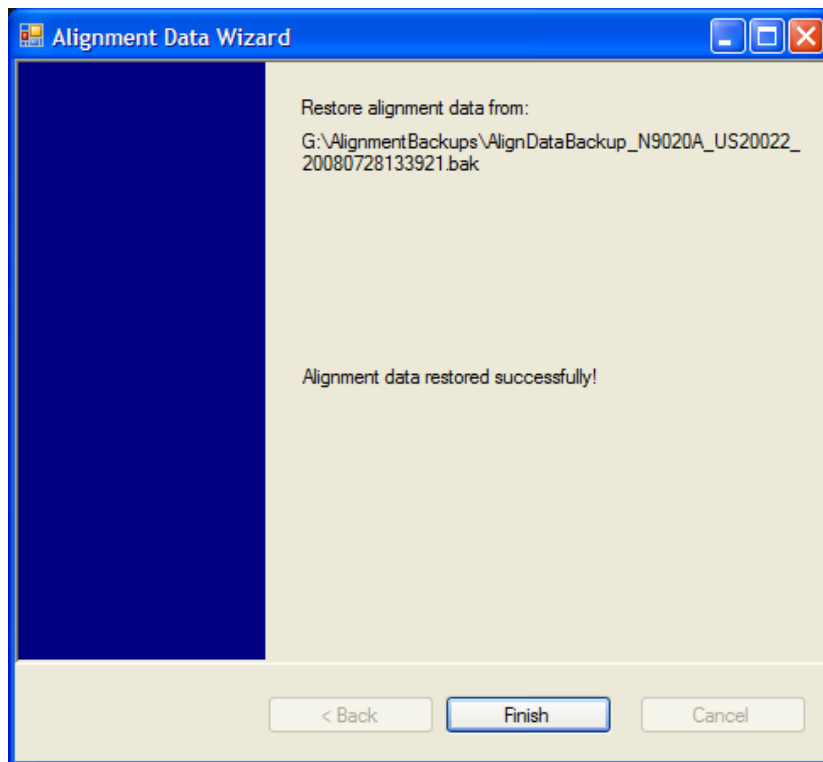 Alignment Data Wizard
Restore alignment data from:
G:\AlignmentBackups\AlignDataBackup_N9020A_US20022_
20080728133921.bak
Alignment data restored successfully!
< Back
Finish
Cancel